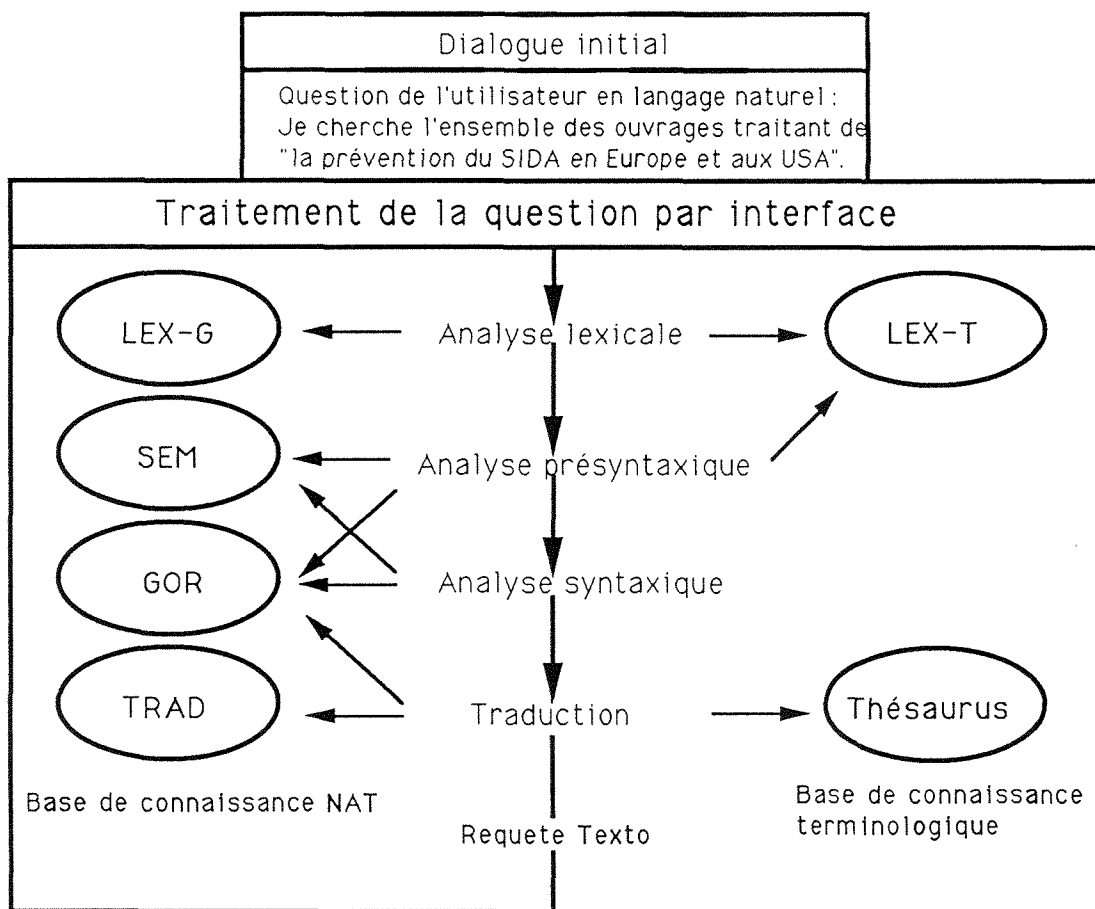 Dialogue initial
Question de l'utilisateur en langage naturel :
Je cherche l'ensemble des ouvrages traitant de
"la prévention du SIDA en Europe et aux USA".
Traitement de la question par interface
LEX-G
Analyse lexicale
LEX-T
SEM
Analyse présyntaxique
GOR
Analyse syntaxique
TRAD
Traduction
Thésaurus
Base de connaissance NAT
Base de connaissance
terminologique
Requete Texto